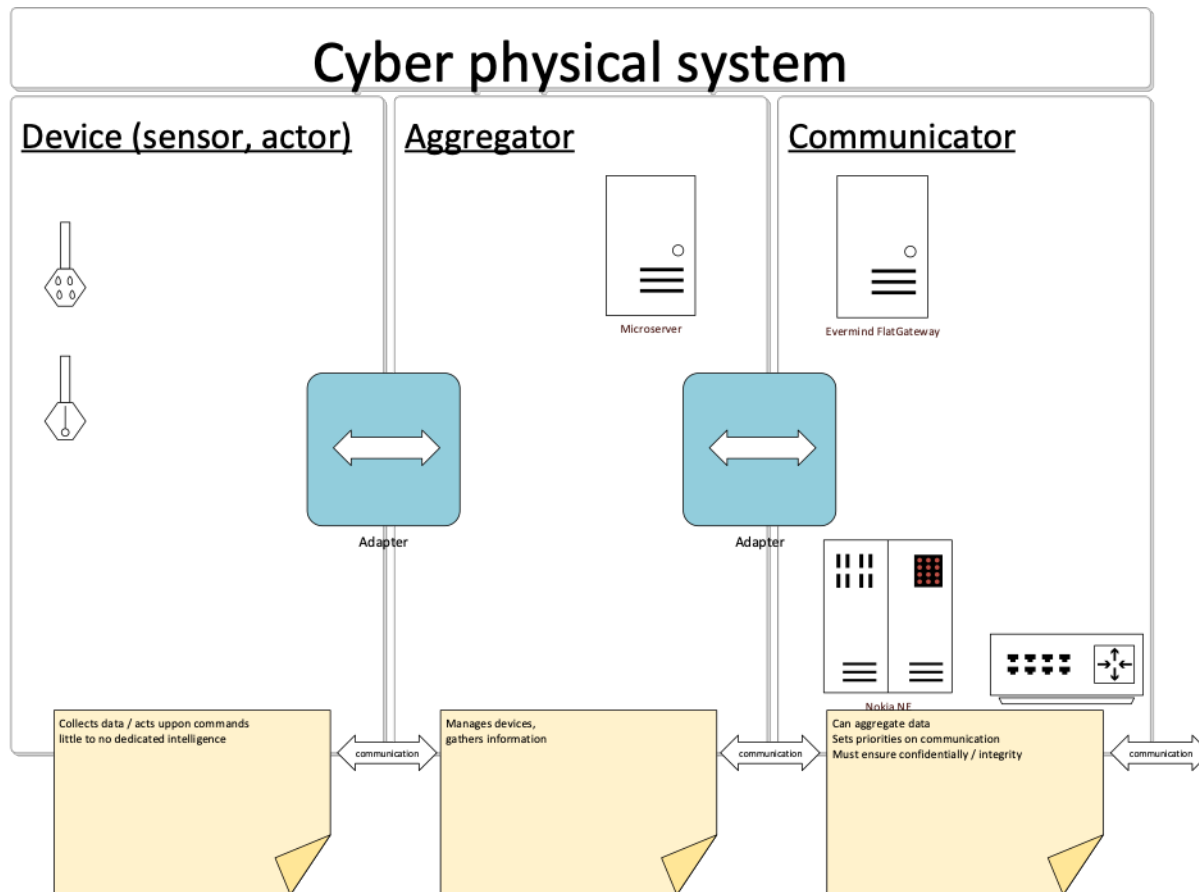 Cyber physical system
Device (sensor, actor)
Aggregator
Communicator
Microserver
Evermind FlatGateway
Adapter
Adapter
Nokia NE
Collects data / acts uppon commands
little to no dedicated intelligence
communication
Manages devices,
gathers information
communication
Can aggregate data
Sets priorities on communication
Must ensure confidentially / integrity
communication